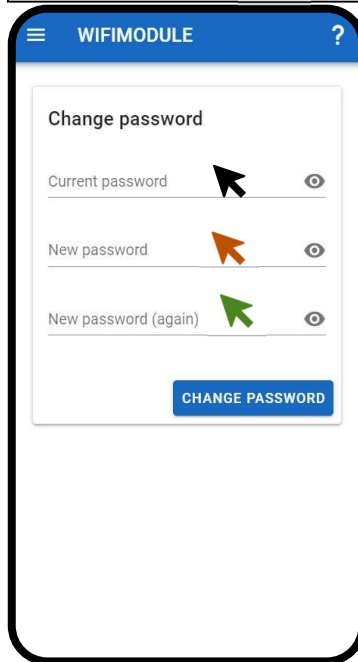 WIFIMODULE ?
Change password
Current password
New password
New password (again)
CHANGE PASSWORD